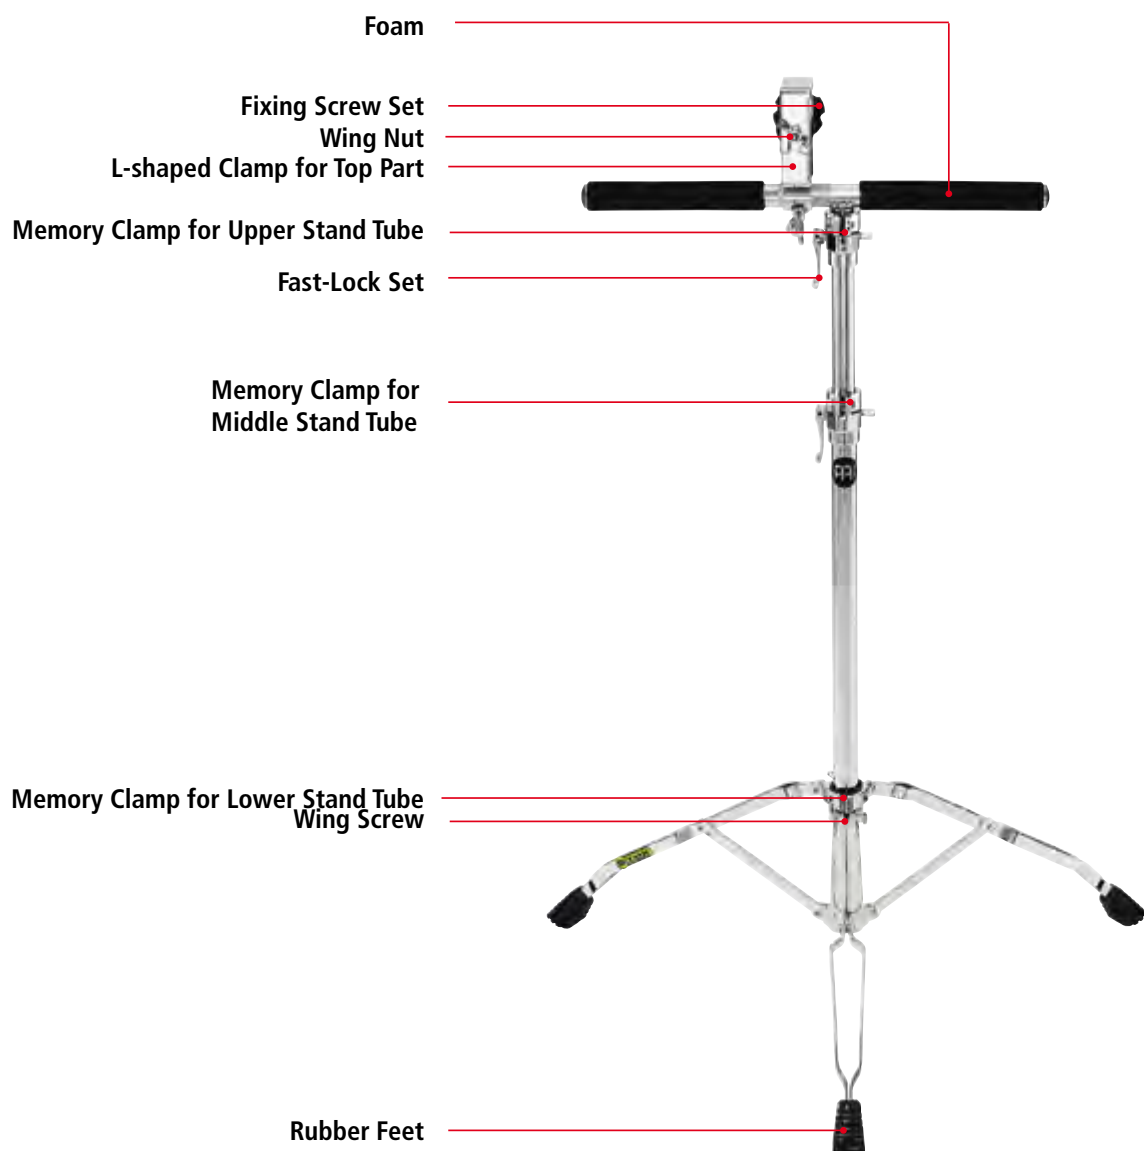 Foam
Fixing Screw Set
Wing Nut
L-shaped Clamp for Top Part
Memory Clamp for Upper Stand Tube
Fast-Lock Set
Memory Clamp for
Middle Stand Tube
Memory Clamp for Lower Stand Tube
Wing Screw
Rubber Feet